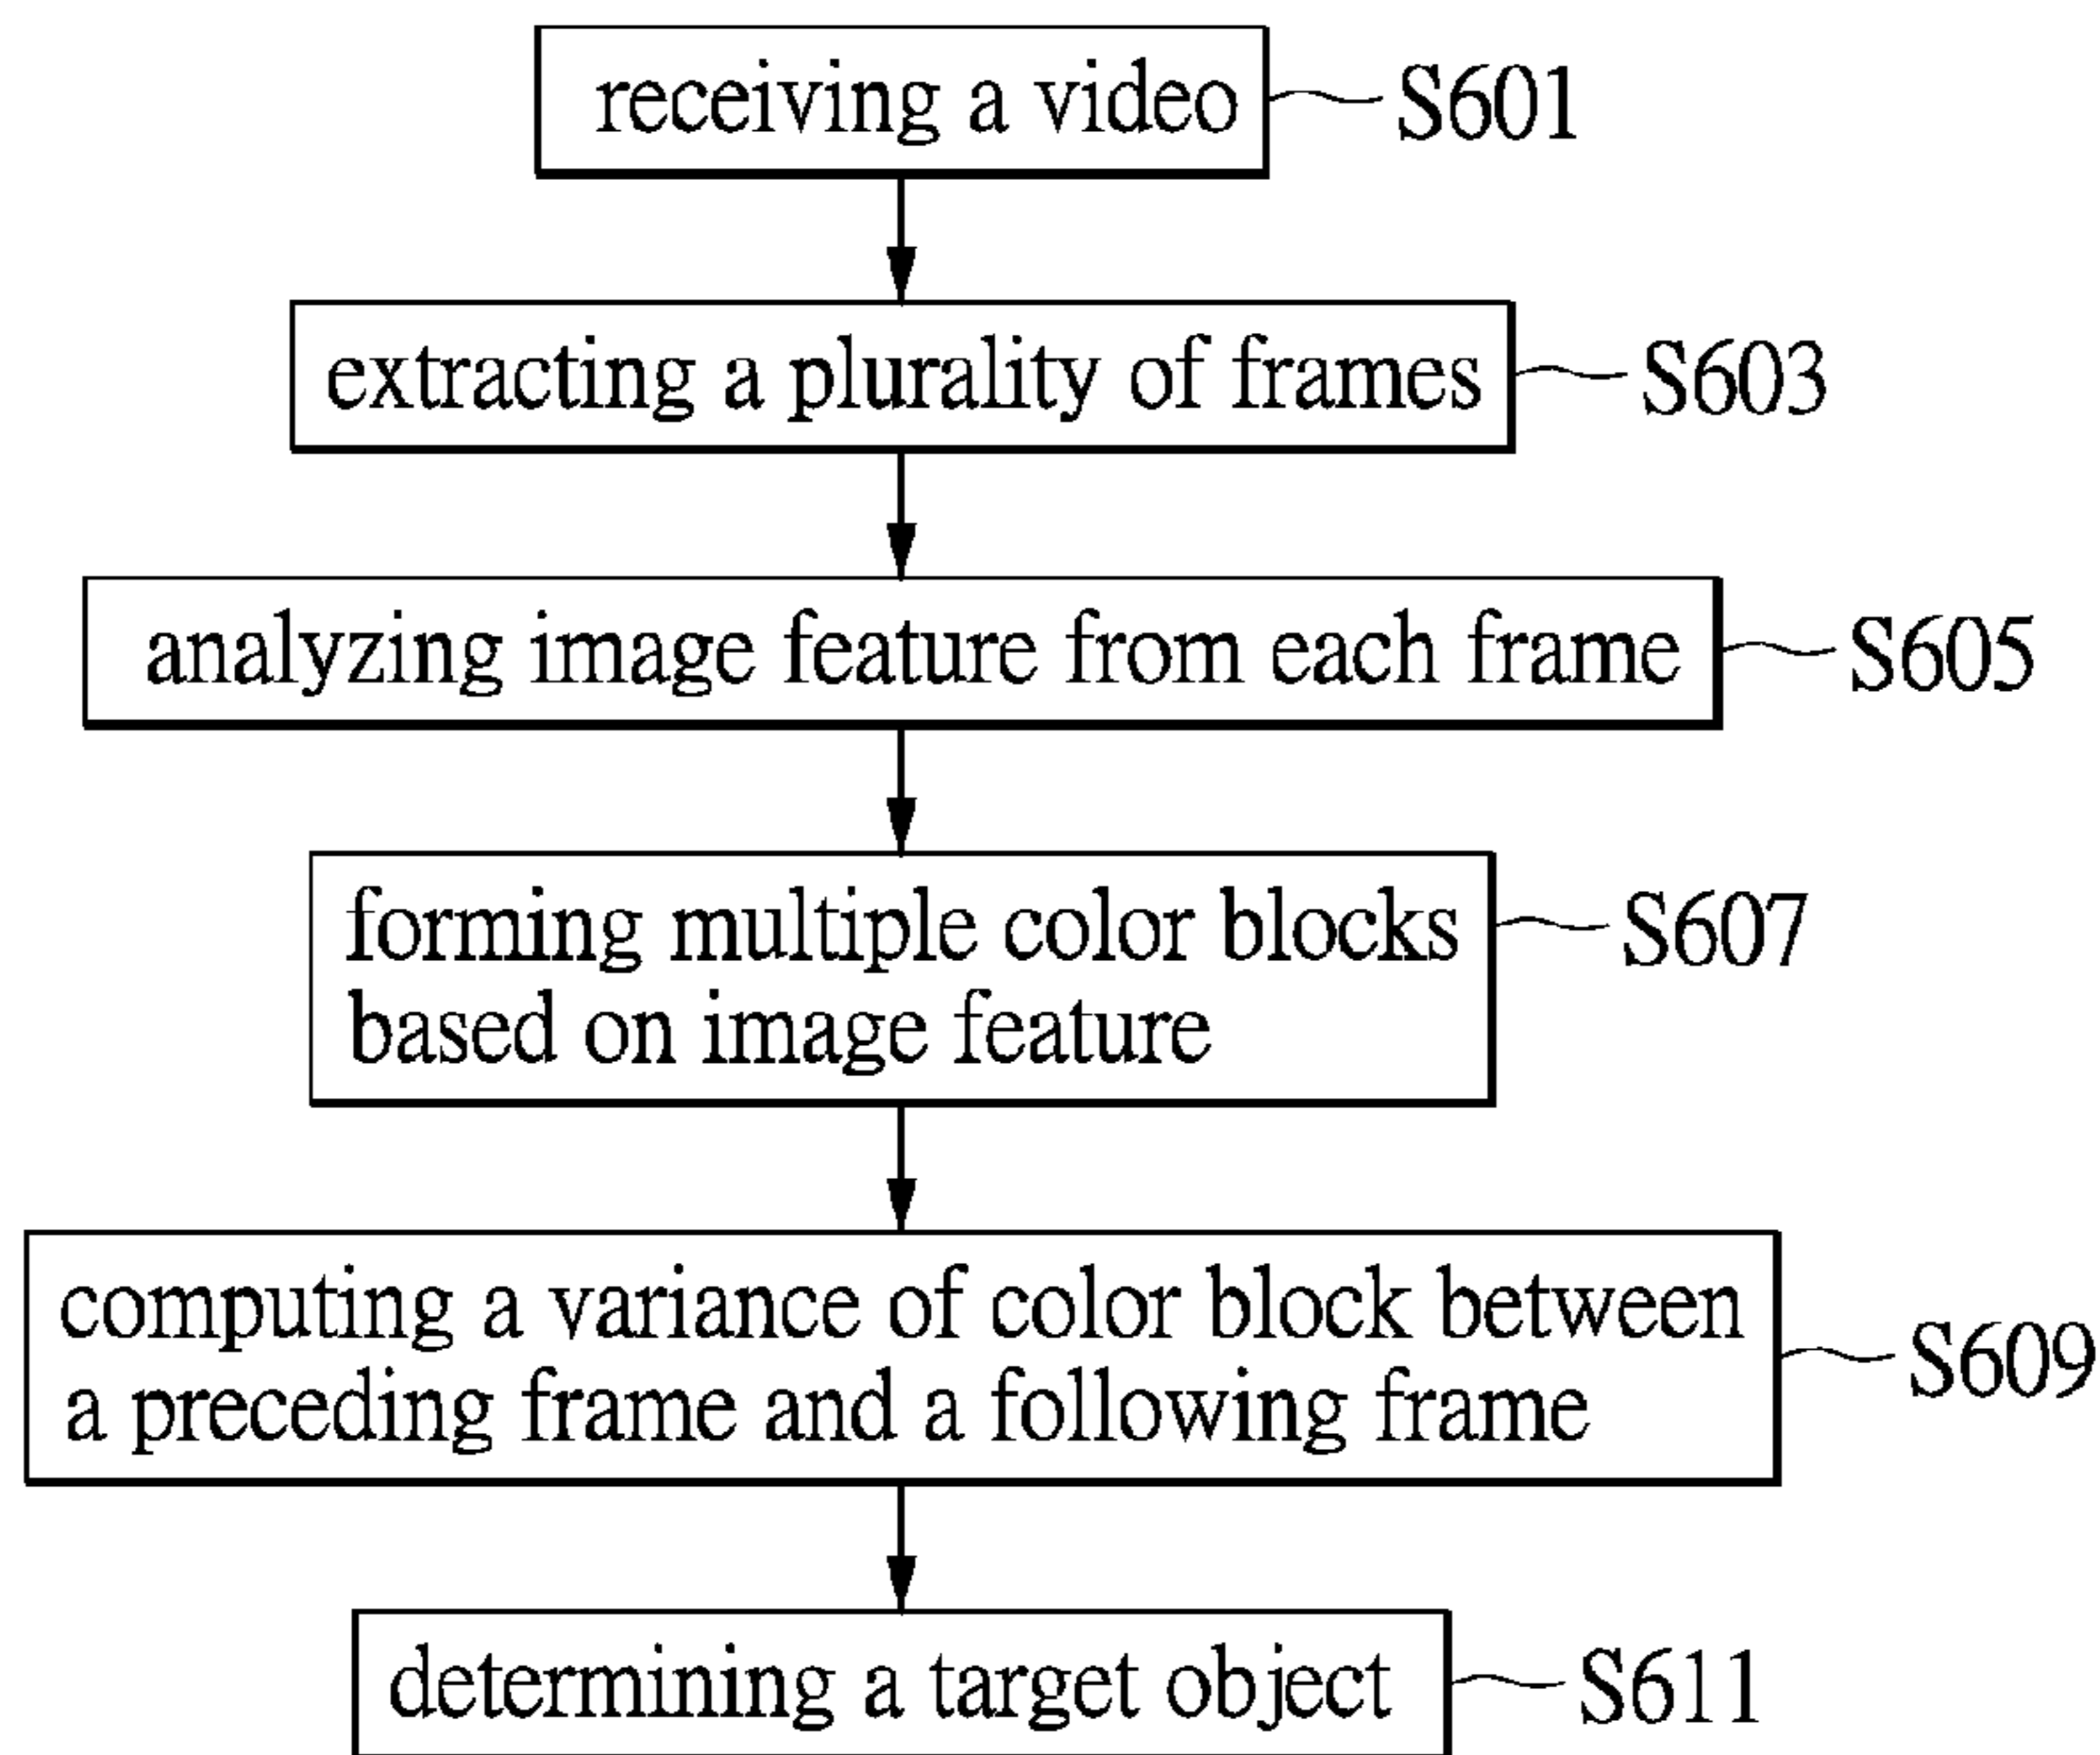 receiving a video S601
extracting a plurality of frames S603
analyzing image feature from each frame S605
forming multiple color blocks S607
based on image feature
computing a variance of color block between
a preceding frame and a following frame
S609
determining a target object S611